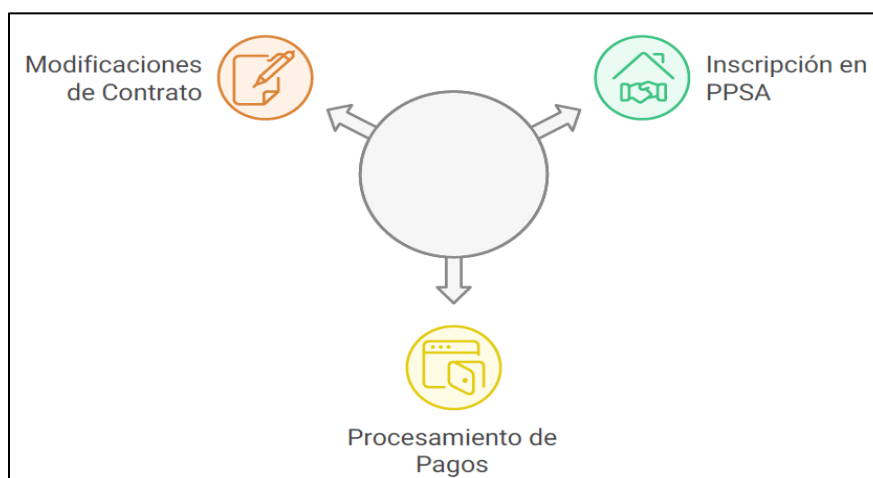 Modificaciones
de Contrato
Inscripción en
PPSA
Procesamiento de
Pagos